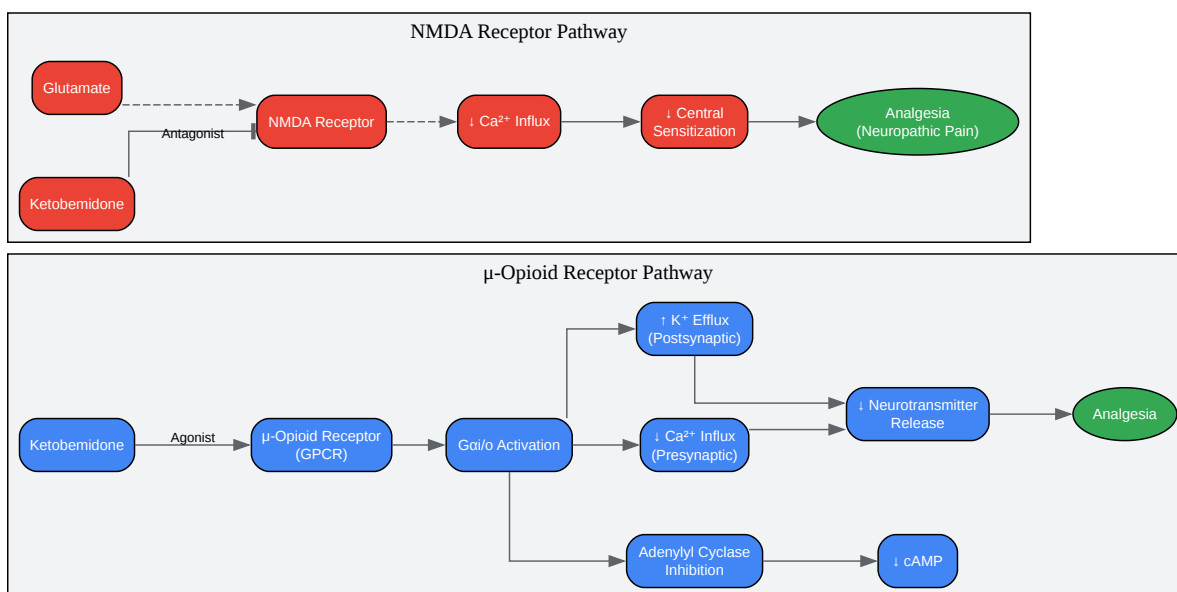 NMDA Receptor Pathway
Glutamate
Ketobemidone
Antagonist
NMDA Receptor
↓ Ca²⁺ Influx
↓ Central
Sensitization
Analgesia
(Neuropathic Pain)
μ-Opioid Receptor Pathway
Ketobemidone
Agonist
μ-Opioid Receptor
(GPCR)
Gαi/o Activation
↑ K⁺ Efflux
(Postsynaptic)
↓ Ca²⁺ Influx
(Presynaptic)
Adenylyl Cyclase
Inhibition
↓ cAMP
↓ Neurotransmitter
Release
Analgesia